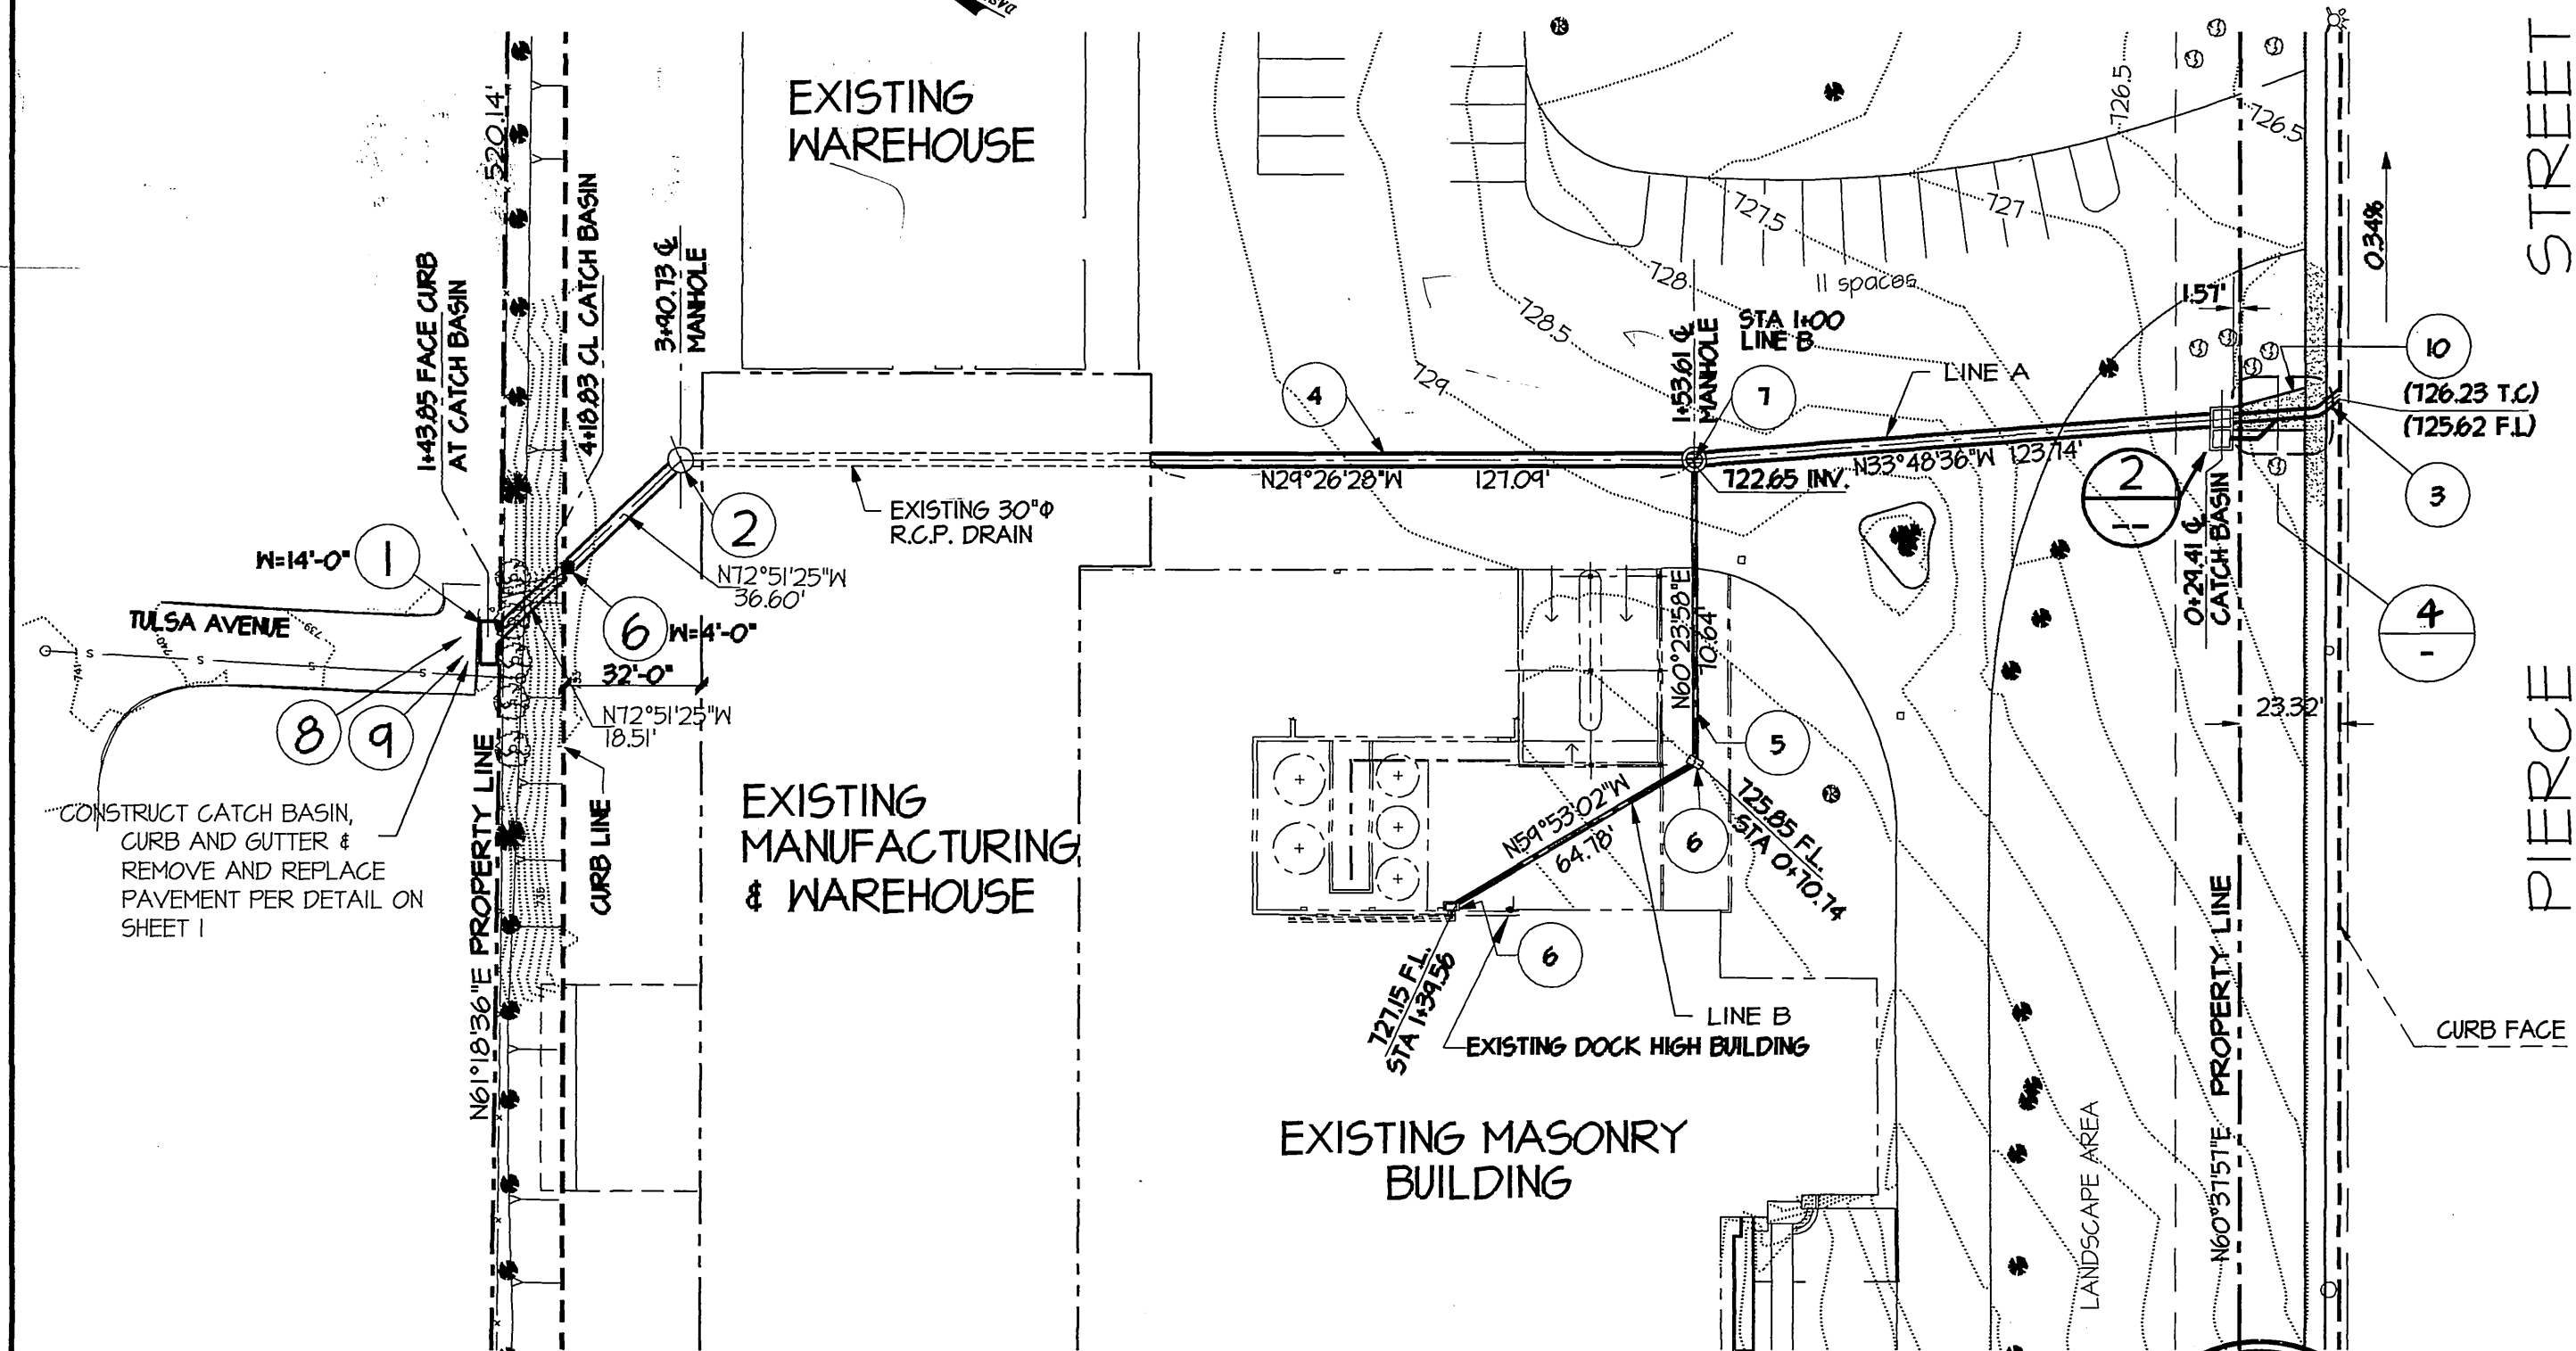 EXISTING
WAREHOUSE
520.14'
1+43.85 FACE CURB
AT CATCH BASIN
4+18.83 CL CATCH BASIN
3+90.73 ℄
MANHOLE
EXISTING 30"Φ
R.C.P. DRAIN
W=14'-0"
1
2
N72°51'25"W
36.60'
6
W=4'-0"
32'-0"
N72°51'25"W
18.51'
TULSA AVENUE
741
740
739
S
S
S
S
8
9
CONSTRUCT CATCH BASIN,
CURB AND GUTTER &
REMOVE AND REPLACE
PAVEMENT PER DETAIL ON
SHEET 1
N61°18'36"E PROPERTY LINE
CURB LINE
735
EXISTING
MANUFACTURING
& WAREHOUSE
4
N29°26'28"W 127.09'
1+53.61 ℄
MANHOLE
STA 1+00
LINE B
7
722.65 INV.
LINE A
N33°48'36"W 123.74'
11 spaces
726.5
726.5
727
727.5
728
728.5
729
1.57'
0.34%
10
(726.23 T.C)
(725.62 F.L)
3
2
0+29.41 ℄
CATCH BASIN
4
-
23.32'
N60°23'58"E
70.64'
5
6
725.85 F.L.
STA 0+70.74
N59°53'02"W
64.78'
6
727.15 F.L.
STA 1+39.56
LINE B
EXISTING DOCK HIGH BUILDING
EXISTING MASONRY
BUILDING
LANDSCAPE AREA
N60°37'57"E PROPERTY LINE
CURB FACE
PIERCE STREET